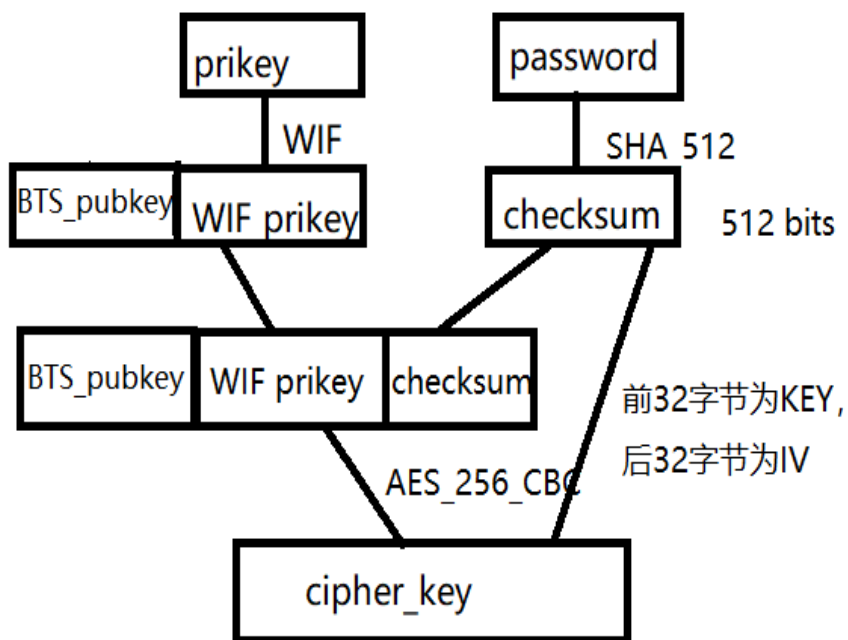 prikey
password
WIF
SHA_512
BTS_pubkey
WIF prikey
checksum
512 bits
BTS_pubkey
WIF prikey
checksum
前32字节为KEY，
后32字节为IV
AES_256_CBC
cipher_key